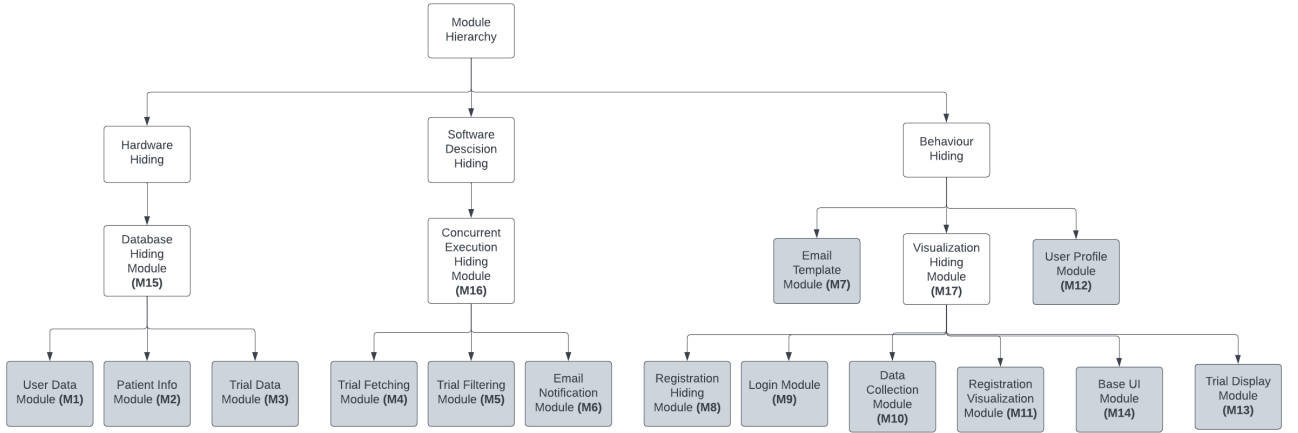 Module
Hierarchy
Hardware
Hiding
Software
Descision
Hiding
Behaviour
Hiding
Database
Hiding
Module
(M15)
Concurrent
Execution
Hiding
Module
(M16)
Email
Template
Module (M7)
Visualization
Hiding
Module
(M17)
User Profile
Module
(M12)
User Data
Module (M1)
Patient Info
Module (M2)
Trial Data
Module (M3)
Trial Fetching
Module (M4)
Trial Filtering
Module (M5)
Email
Notification
Module (M6)
Registration
Hiding
Module (M8)
Login Module
(M9)
Data
Collection
Module
(M10)
Registration
Visualization
Module (M11)
Base UI
Module
(M14)
Trial Display
Module
(M13)